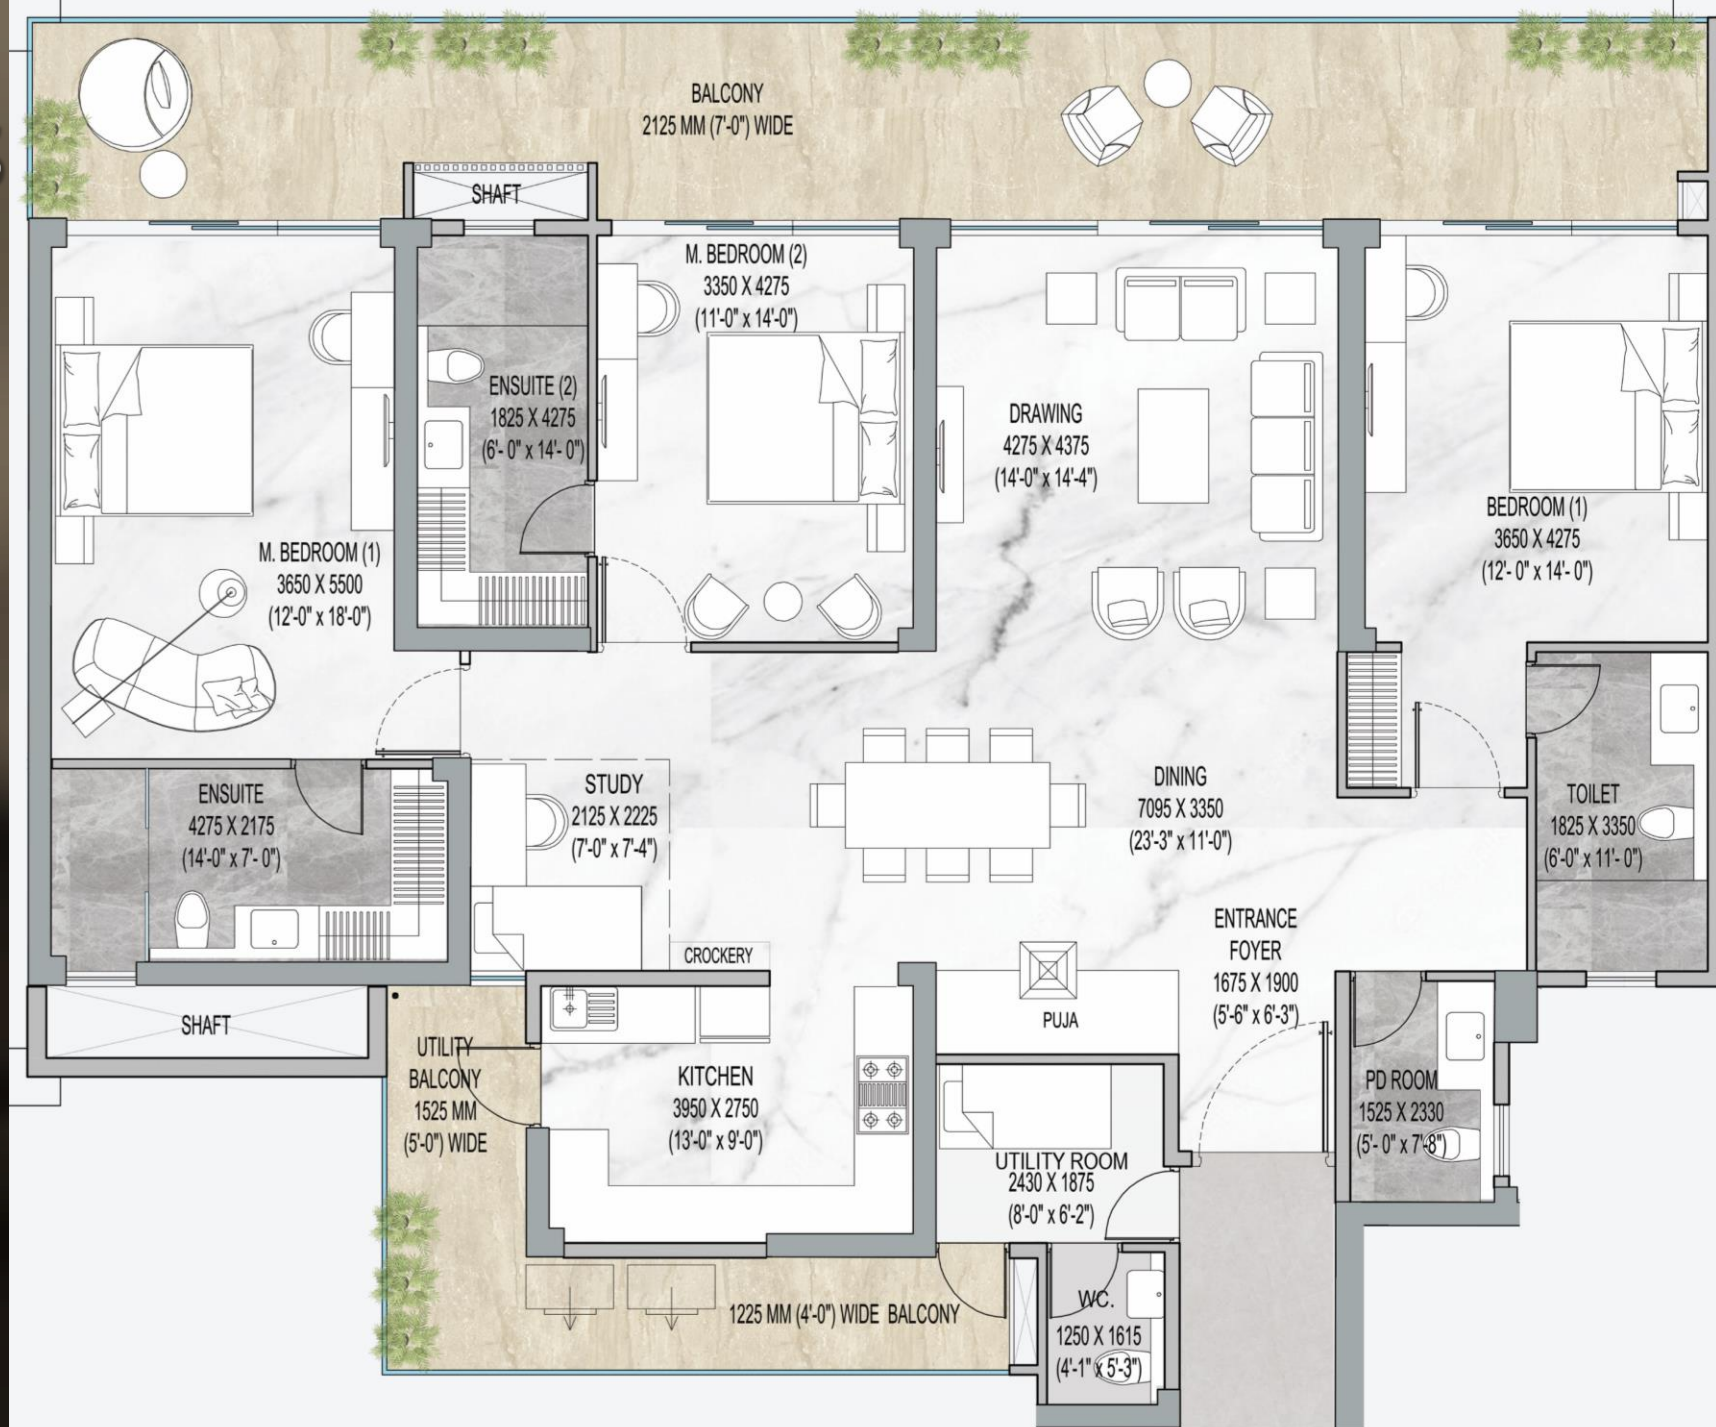 BALCONY
2125 MM (7'-0") WIDE
SHAFT
M. BEDROOM (2)
3350 X 4275
(11'-0" x 14'-0")
ENSUITE (2)
1825 X 4275
(6'- 0" x 14'- 0")
DRAWING
4275 X 4375
(14'-0" x 14'-4")
BEDROOM (1)
3650 X 4275
(12'- 0" x 14'- 0")
M. BEDROOM (1)
3650 X 5500
(12'-0" x 18'-0")
ENSUITE
4275 X 2175
(14'-0" x 7'- 0")
STUDY
2125 X 2225
(7'-0" x 7'-4")
DINING
7095 X 3350
(23'-3" x 11'-0")
TOILET
1825 X 3350
(6'-0" x 11'- 0")
ENTRANCE
FOYER
1675 X 1900
(5'-6" x 6'-3")
CROCKERY
PUJA
SHAFT
UTILITY
BALCONY
1525 MM
(5'-0") WIDE
KITCHEN
3950 X 2750
(13'-0" x 9'-0")
PD ROOM
1525 X 2330
(5'- 0" x 7'-8")
UTILITY ROOM
2430 X 1875
(8'-0" x 6'-2")
1225 MM (4'-0") WIDE BALCONY
WC.
1250 X 1615
(4'-1" x 5'-3")